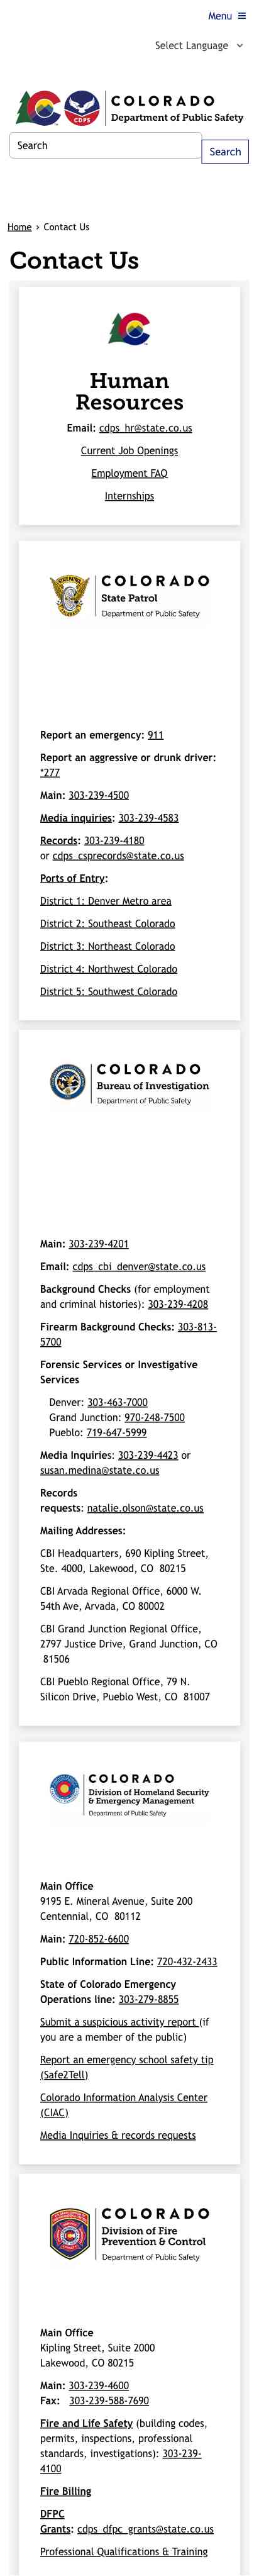 Menu ≡
Select Language
COLORADO
CDPS
Department of Public Safety
Search
Search
Home › Contact Us
Contact Us
Human
Resources
Email: cdps_hr@state.co.us
Current Job Openings
Employment FAQ
Internships
STATE PATROL
COLORADO
State Patrol
Department of Public Safety
Report an emergency: 911
Report an aggressive or drunk driver:
*277
Main: 303-239-4500
Media inquiries: 303-239-4583
Records: 303-239-4180
or cdps_csprecords@state.co.us
Ports of Entry:
District 1: Denver Metro area
District 2: Southeast Colorado
District 3: Northeast Colorado
District 4: Northwest Colorado
District 5: Southwest Colorado
COLORADO
Bureau of Investigation
Department of Public Safety
Main: 303-239-4201
Email: cdps_cbi_denver@state.co.us
Background Checks (for employment
and criminal histories): 303-239-4208
Firearm Background Checks: 303-813-
5700
Forensic Services or Investigative
Services
Denver: 303-463-7000
Grand Junction: 970-248-7500
Pueblo: 719-647-5999
Media Inquiries: 303-239-4423 or
susan.medina@state.co.us
Records
requests: natalie.olson@state.co.us
Mailing Addresses:
CBI Headquarters, 690 Kipling Street,
Ste. 4000, Lakewood, CO 80215
CBI Arvada Regional Office, 6000 W.
54th Ave, Arvada, CO 80002
CBI Grand Junction Regional Office,
2797 Justice Drive, Grand Junction, CO
81506
CBI Pueblo Regional Office, 79 N.
Silicon Drive, Pueblo West, CO 81007
COLORADO
Division of Homeland Security
& Emergency Management
Department of Public Safety
Main Office
9195 E. Mineral Avenue, Suite 200
Centennial, CO 80112
Main: 720-852-6600
Public Information Line: 720-432-2433
State of Colorado Emergency
Operations line: 303-279-8855
Submit a suspicious activity report (if
you are a member of the public)
Report an emergency school safety tip
(Safe2Tell)
Colorado Information Analysis Center
(CIAC)
Media Inquiries & records requests
COLORADO
Division of Fire
Prevention & Control
Department of Public Safety
Main Office
Kipling Street, Suite 2000
Lakewood, CO 80215
Main: 303-239-4600
Fax: 303-239-588-7690
Fire and Life Safety (building codes,
permits, inspections, professional
standards, investigations): 303-239-
4100
Fire Billing
DFPC
Grants: cdps_dfpc_grants@state.co.us
Professional Qualifications & Training